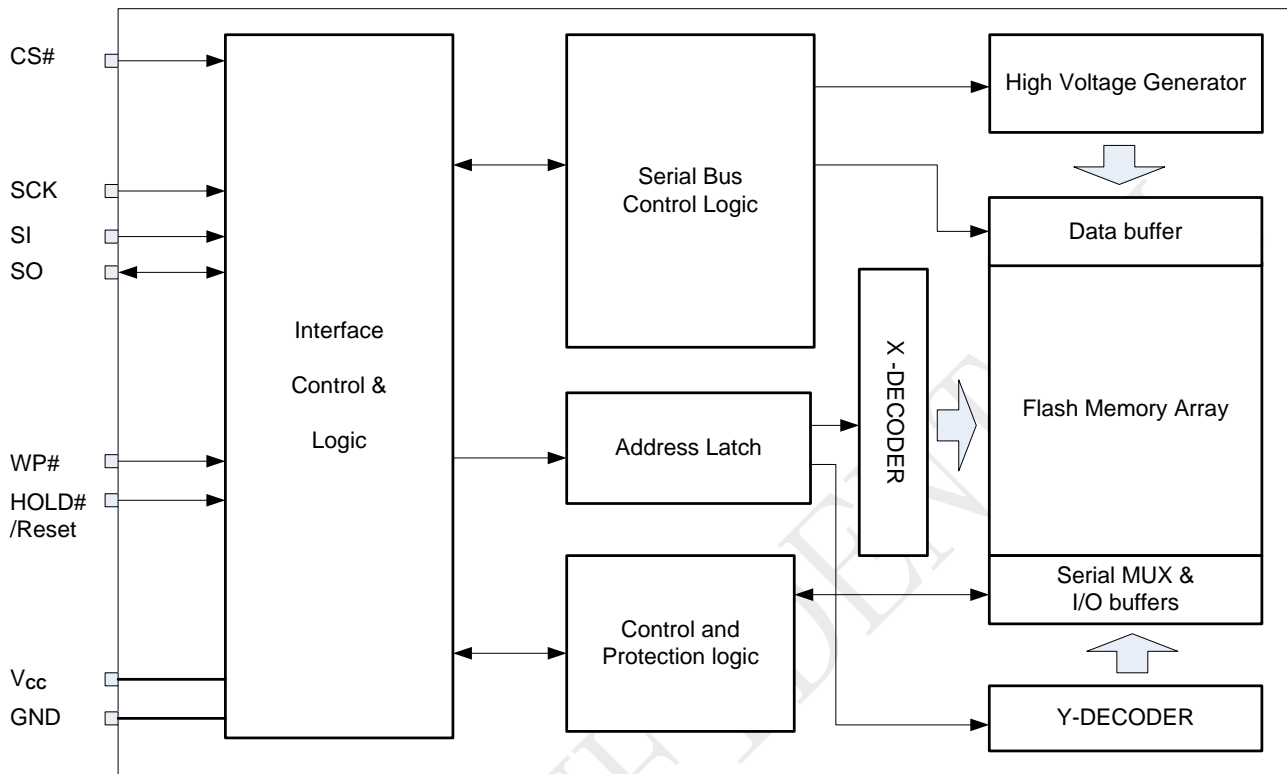 CS#
SCK
SI
SO
WP#
HOLD#
/Reset
Vcc
GND
Interface
Control &
Logic
Serial Bus
Control Logic
Address Latch
Control and
Protection logic
X -DECODER
High Voltage Generator
Data buffer
Flash Memory Array
Serial MUX &
I/O buffers
Y-DECODER